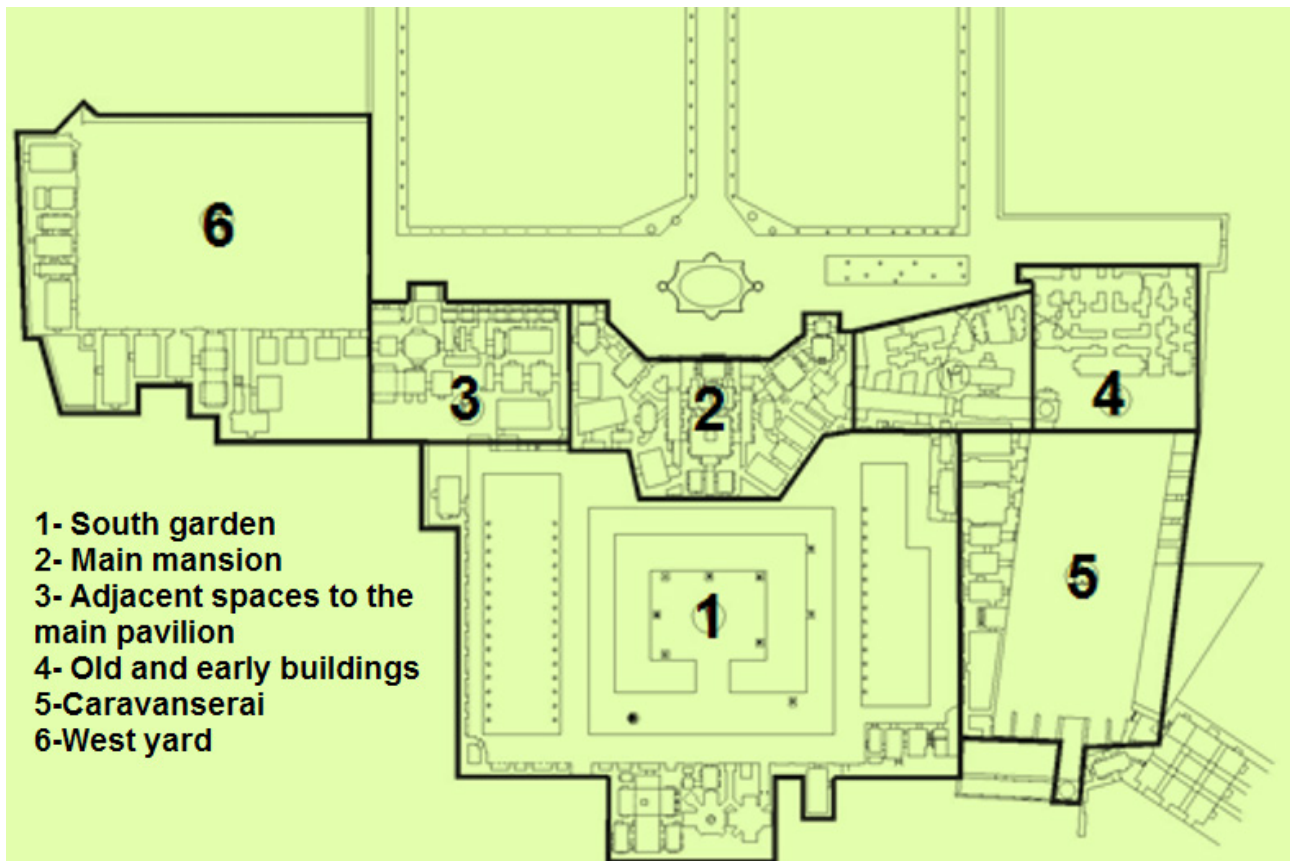 6
3
2
4
5
1
1- South garden
2- Main mansion
3- Adjacent spaces to the
main pavilion
4- Old and early buildings
5-Caravanserai
6-West yard